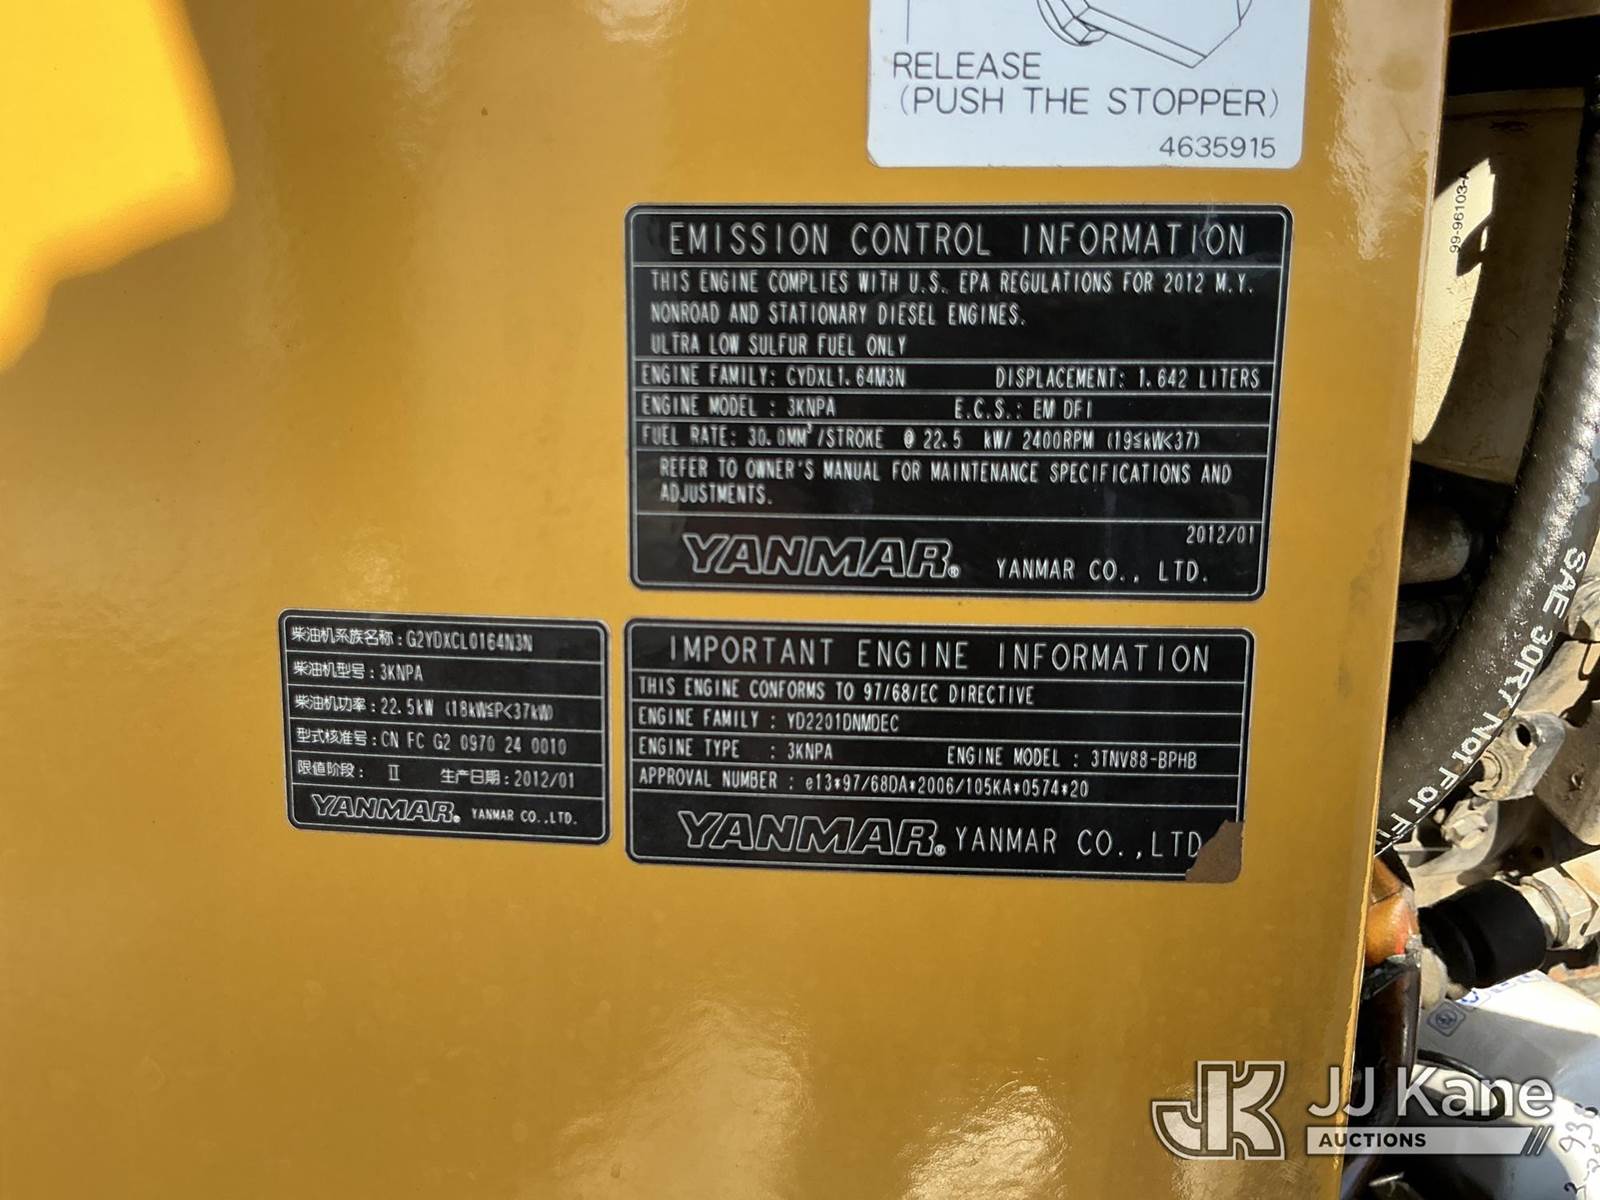 RELEASE
(PUSH THE STOPPER)
4635915
99-96103-A
EMISSION CONTROL INFORMATION
THIS ENGINE COMPLIES WITH U.S. EPA REGULATIONS FOR 2012 M.Y.
NONROAD AND STATIONARY DIESEL ENGINES.
ULTRA LOW SULFUR FUEL ONLY
ENGINE FAMILY: CYDXL1.64M3N DISPLACEMENT: 1.642 LITERS
ENGINE MODEL : 3KNPA E.C.S.: EM DFI
FUEL RATE: 30.0MM³/STROKE @ 22.5 kW/ 2400RPM (19≤kW<37)
REFER TO OWNER'S MANUAL FOR MAINTENANCE SPECIFICATIONS AND
ADJUSTMENTS.
2012/01
YANMAR® YANMAR CO., LTD.
柴油机系族名称: G2YDXCL0164N3N
柴油机型号: 3KNPA
柴油机功率: 22.5kW (18kW≤P<37kW)
型式核准号: CN FC G2 0970 24 0010
限值阶段: Ⅱ 生产日期: 2012/01
YANMAR® YANMAR CO.,LTD.
IMPORTANT ENGINE INFORMATION
THIS ENGINE CONFORMS TO 97/68/EC DIRECTIVE
ENGINE FAMILY : YD2201DNMDEC
ENGINE TYPE : 3KNPA ENGINE MODEL : 3TNV88-BPHB
APPROVAL NUMBER : e13*97/68DA*2006/105KA*0574*20
YANMAR® YANMAR CO.,LTD
SAE 30R7 NOT FOR
JK JJ Kane
AUCTIONS